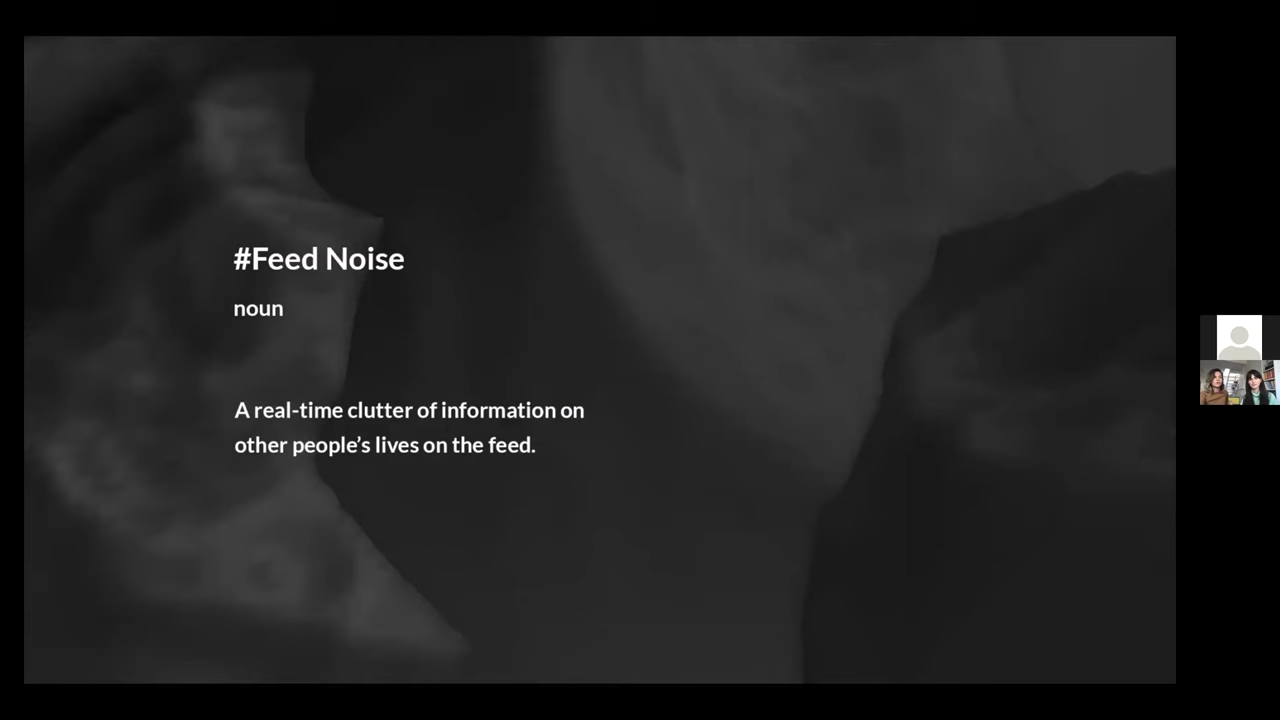 #Feed Noise
noun
A real-time clutter of information on
other people’s lives on the feed.